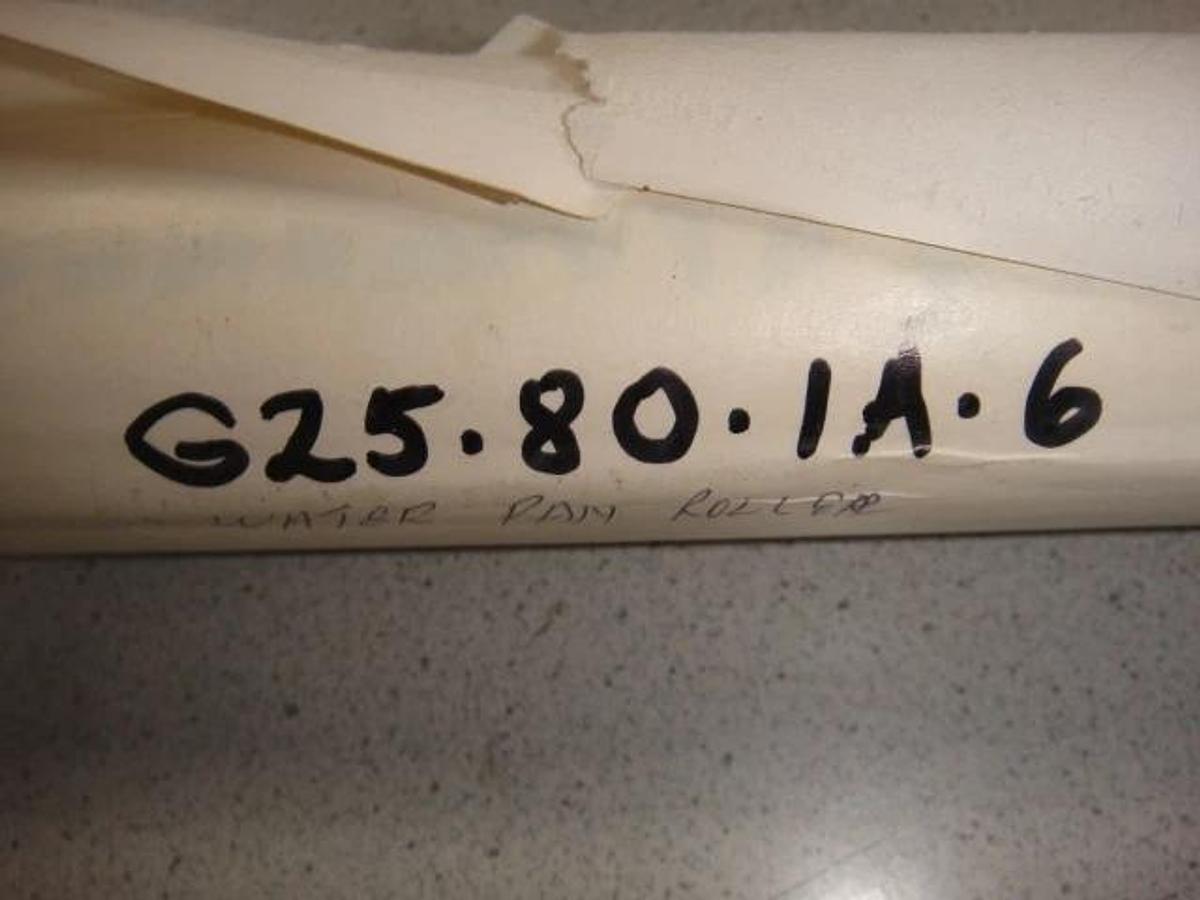 G25.80.1A.6
WATER PAN ROLLER